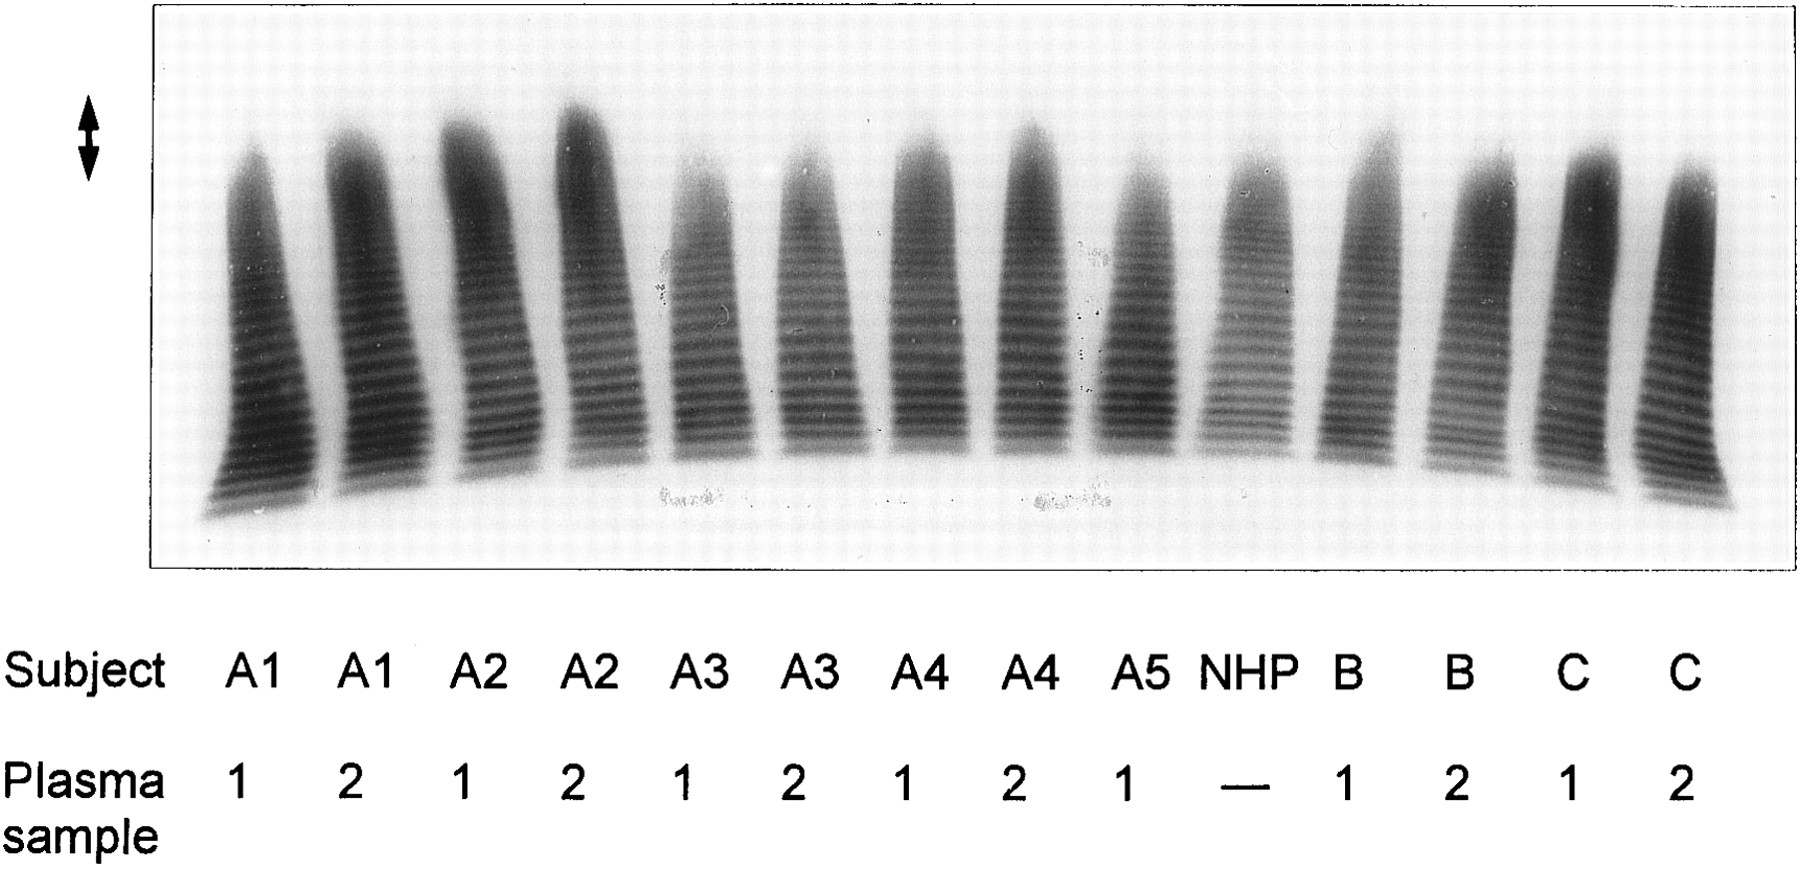 Subject A1 A1 A2 A2 A3 A3 A4 A4 A5 NHP B B C C
Plasma 1 2 1 2 1 2 1 2 1 — 1 2 1 2
sample